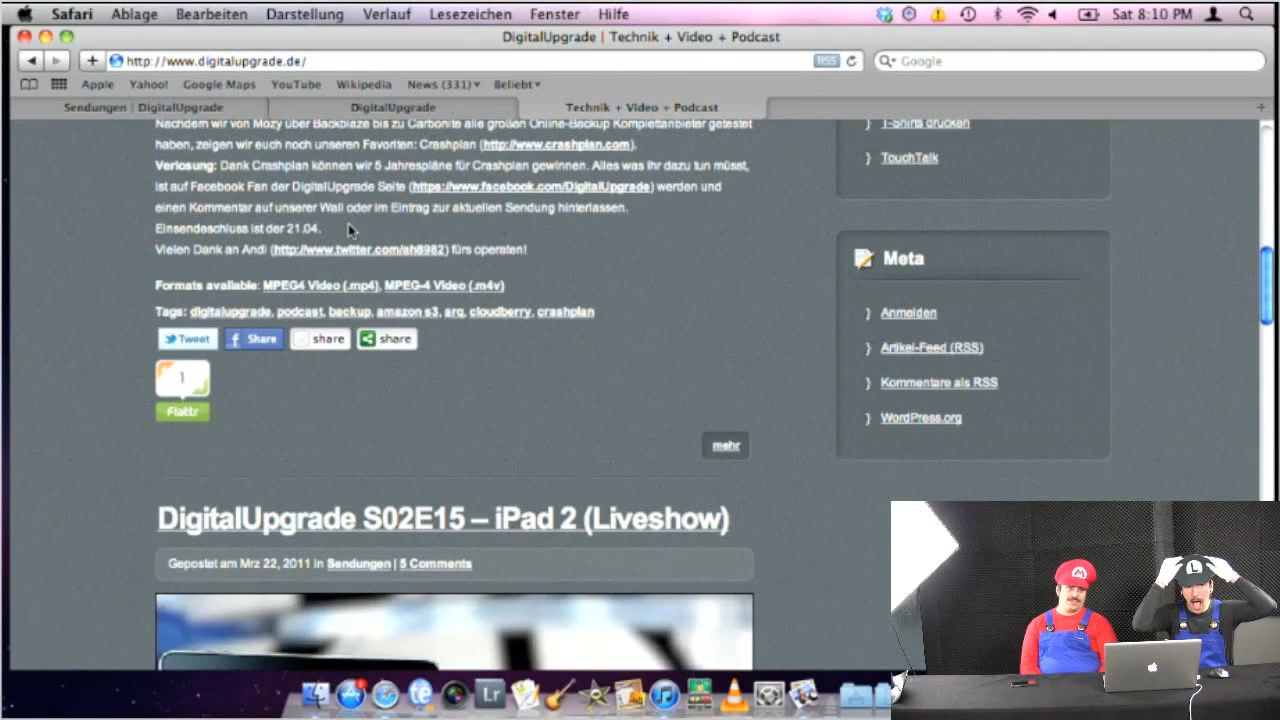 Safari Ablage Bearbeiten Darstellung Verlauf Lesezeichen Fenster Hilfe Sat 8:10 PM
DigitalUpgrade | Technik + Video + Podcast
http://www.digitalupgrade.de/ RSS Google
Apple Yahoo! Google Maps YouTube Wikipedia News (331) Beliebt
Sendungen | DigitalUpgrade DigitalUpgrade Technik + Video + Podcast
Nachdem wir von Mozy über Backblaze bis zu Carbonite alle großen Online-Backup Komplettanbieter getestet
haben, zeigen wir euch noch unseren Favoriten: Crashplan (http://www.crashplan.com).
Verlosung: Dank Crashplan können wir 5 Jahrespläne für Crashplan gewinnen. Alles was Ihr dazu tun müsst,
ist auf Facebook Fan der DigitalUpgrade Seite (https://www.facebook.com/DigitalUpgrade) werden und
einen Kommentar auf unserer Wall oder im Eintrag zur aktuellen Sendung hinterlassen.
Einsendeschluss ist der 21.04.
Vielen Dank an Andi (http://www.twitter.com/ah8982) fürs operaten!
Formats available: MPEG4 Video (.mp4), MPEG-4 Video (.m4v)
Tags: digitalupgrade, podcast, backup, amazon s3, arq, cloudberry, crashplan
Tweet Share share share
1
Flattr
mehr
DigitalUpgrade S02E15 – iPad 2 (Liveshow)
Gepostet am Mrz 22, 2011 in Sendungen | 5 Comments
T-Shirts drucken
TouchTalk
Meta
Anmelden
Artikel-Feed (RSS)
Kommentare als RSS
WordPress.org
M
L
te
Lr